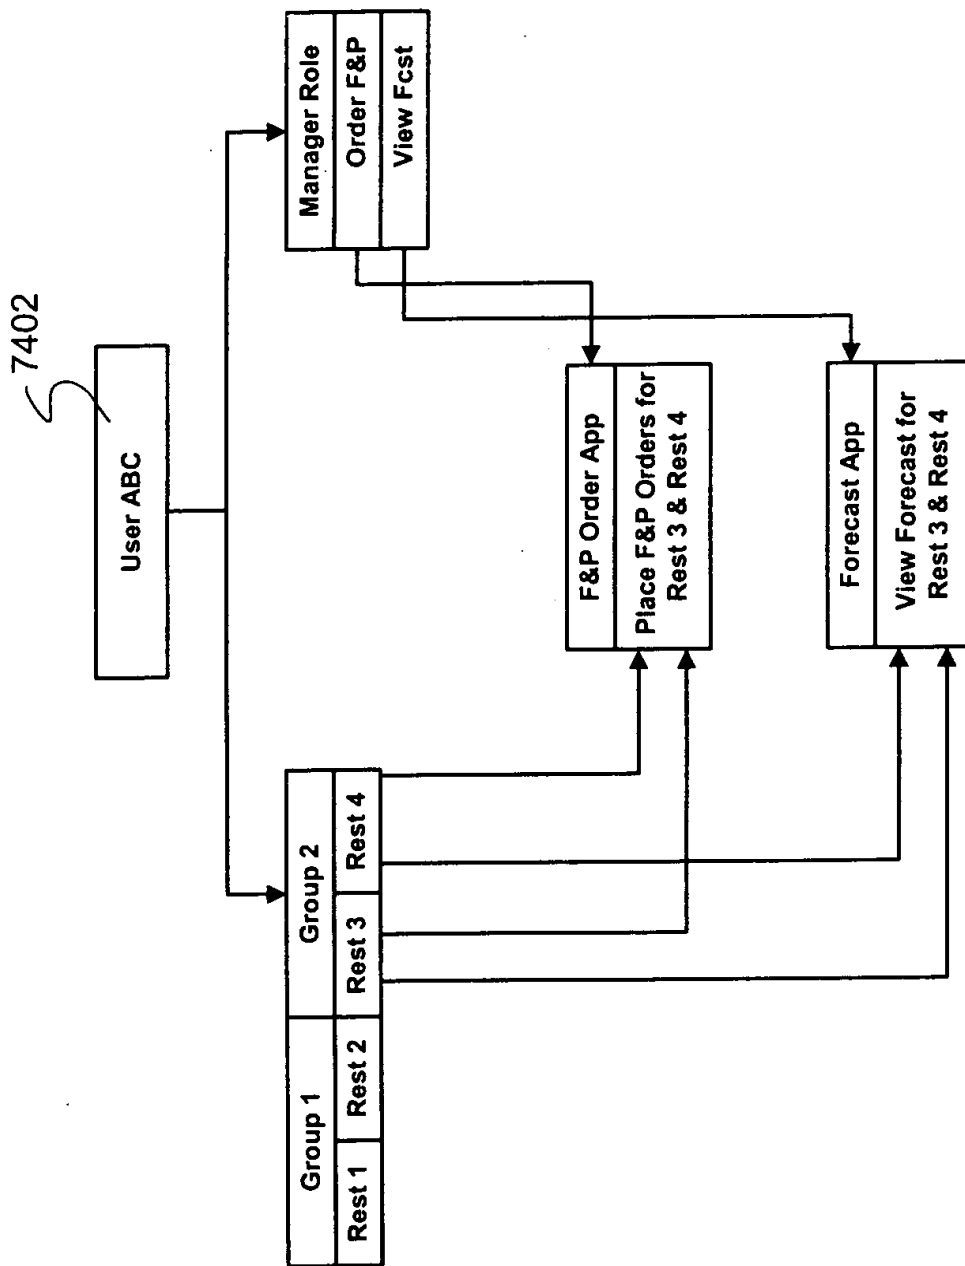 7402
User ABC
Group 1
Group 2
Rest 1
Rest 2
Rest 3
Rest 4
Manager Role
Order F&P
View Fcst
F&P Order App
Place F&P Orders for
Rest 3 & Rest 4
Forecast App
View Forecast for
Rest 3 & Rest 4